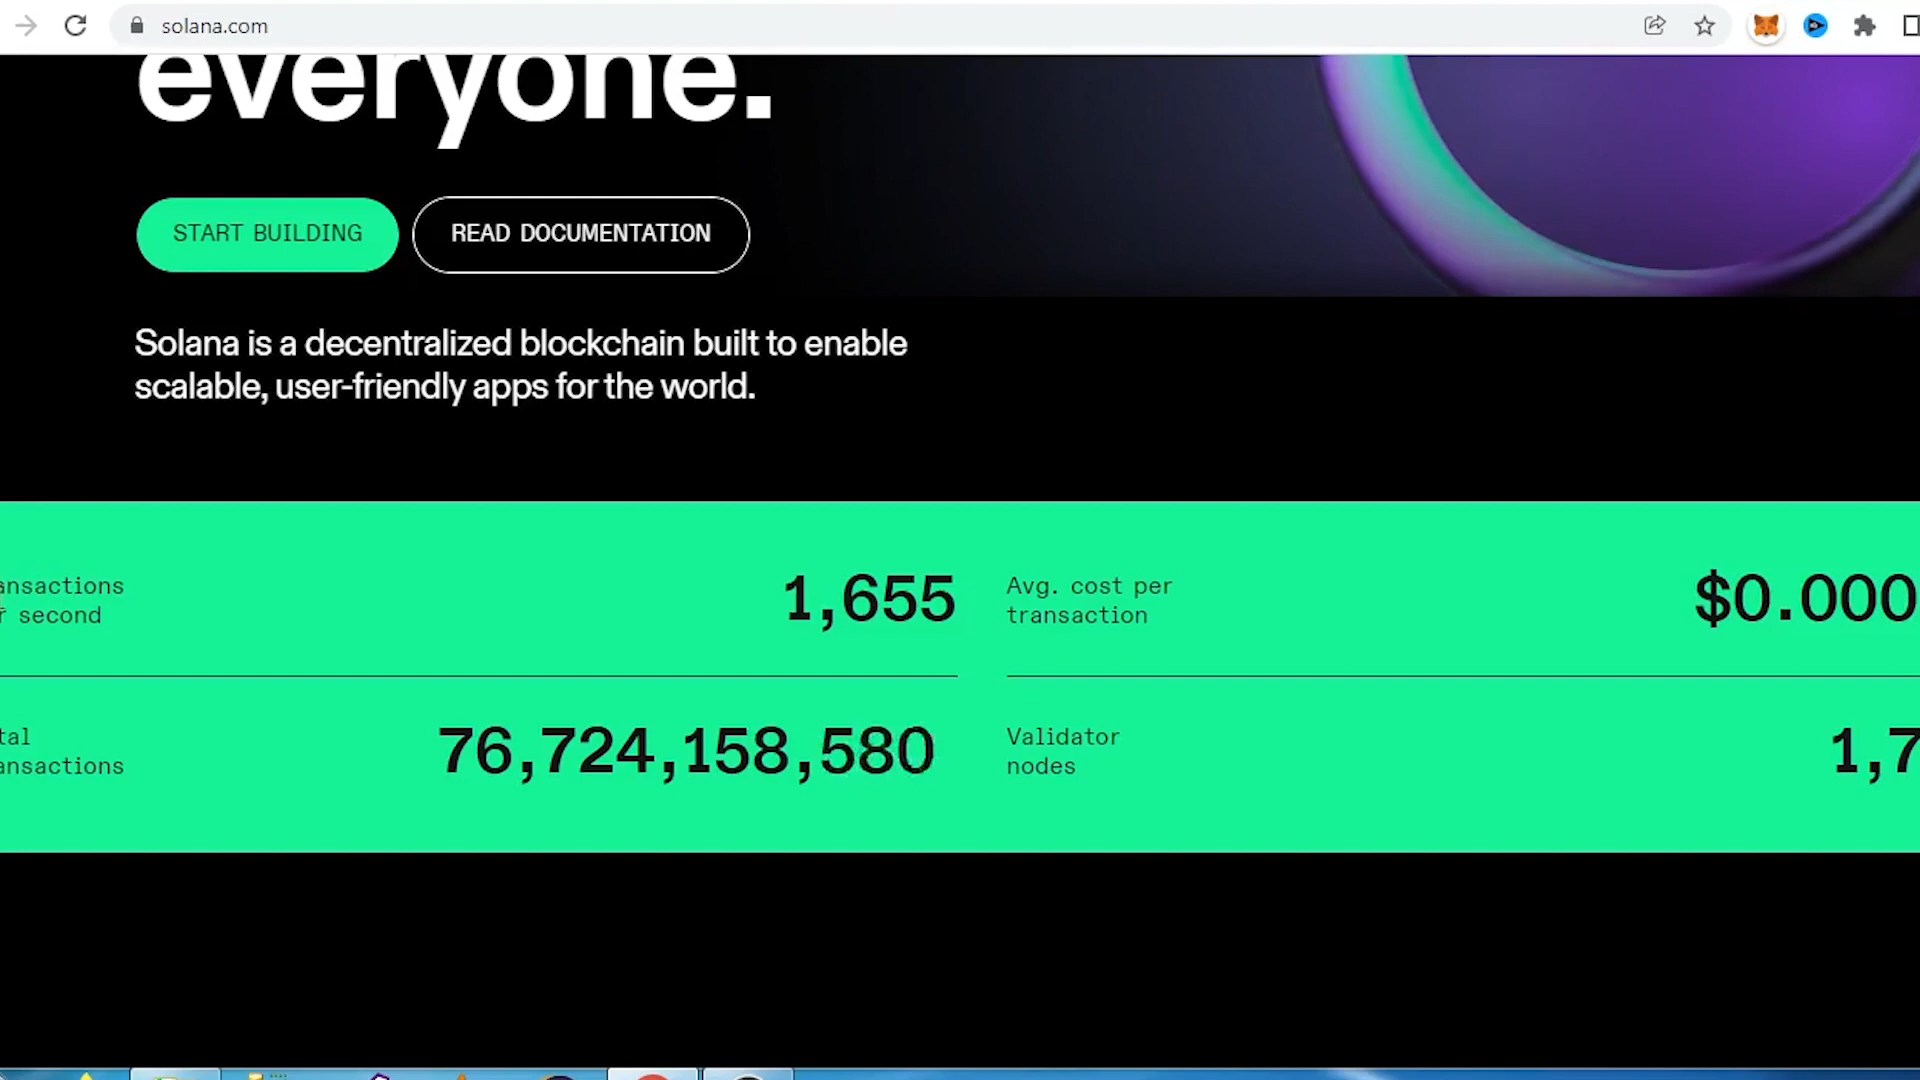 solana.com
everyone.
START BUILDING
READ DOCUMENTATION
Solana is a decentralized blockchain built to enable
scalable, user-friendly apps for the world.
ansactions
r second
1,655
Avg. cost per
transaction
$0.000
tal
ansactions
76,724,158,580
Validator
nodes
1,7